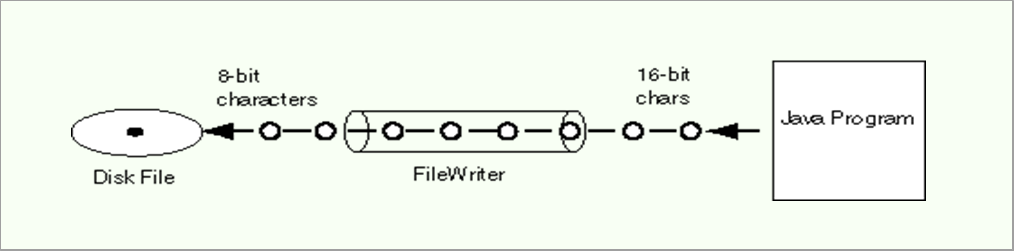 8-bit
characters
16-bit
chars
Java Program
Disk File
FileWriter